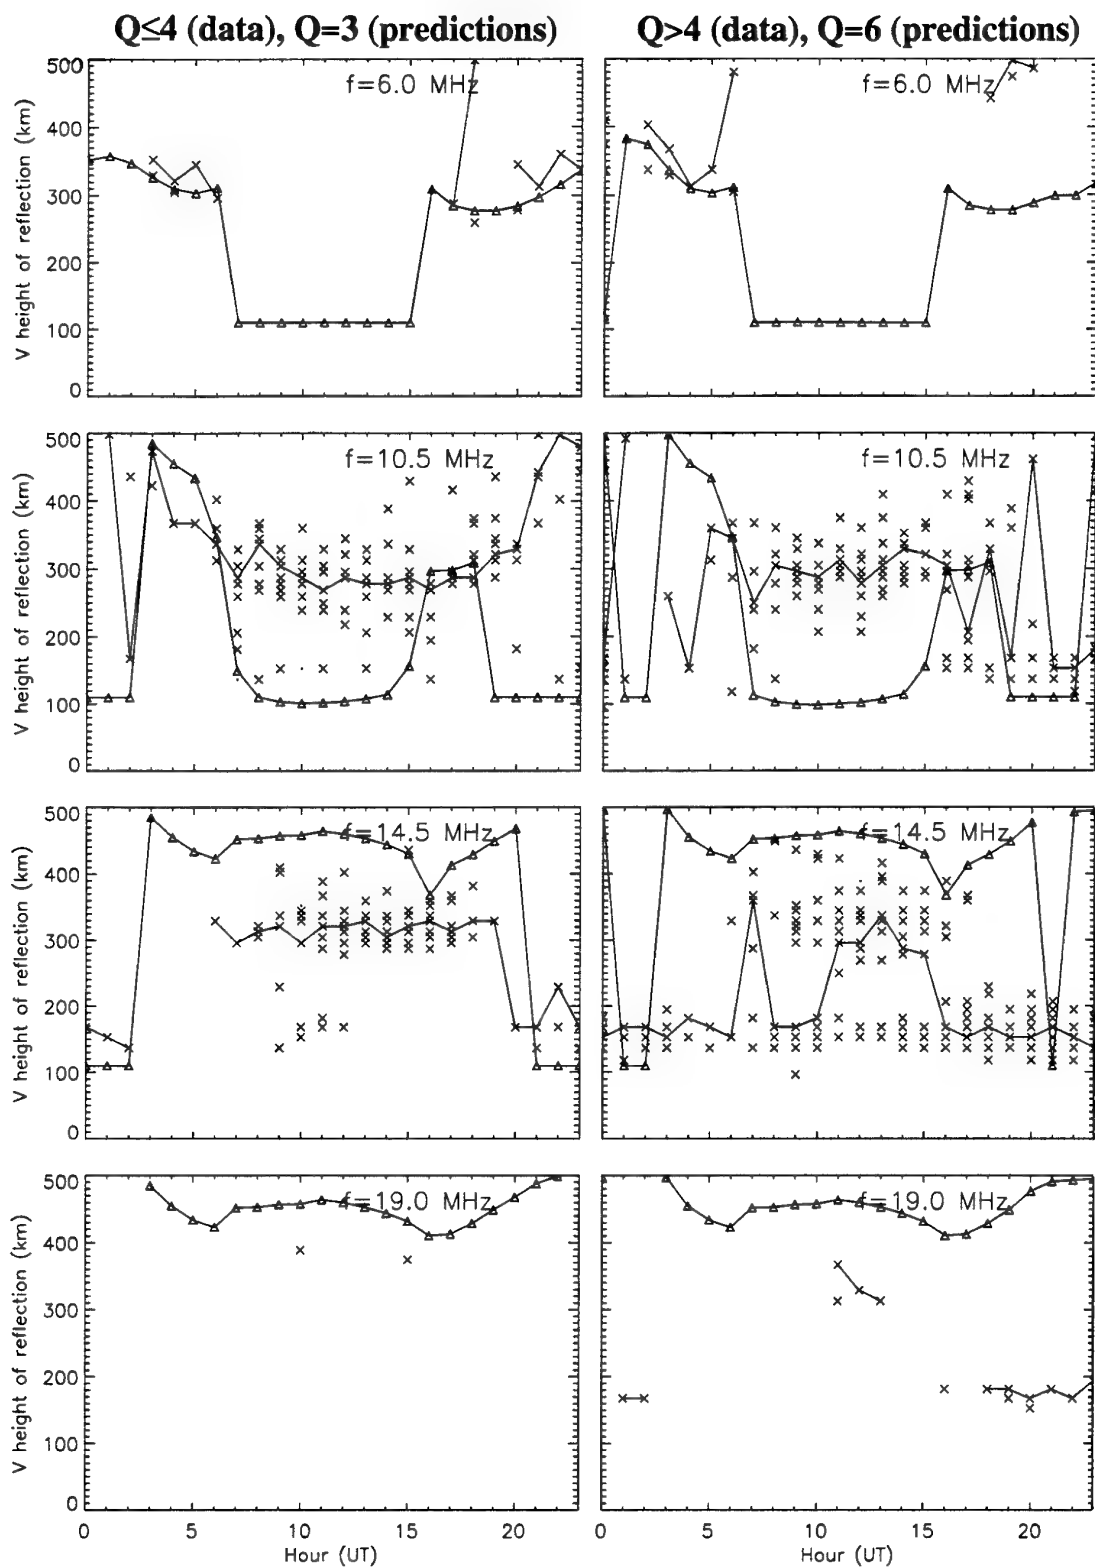 Q≤4 (data), Q=3 (predictions)
Q>4 (data), Q=6 (predictions)
V height of reflection (km)
500
400
300
200
100
0
f=6.0 MHz
f=6.0 MHz
V height of reflection (km)
500
400
300
200
100
0
f=10.5 MHz
f=10.5 MHz
V height of reflection (km)
500
400
300
200
100
0
f=14.5 MHz
f=14.5 MHz
V height of reflection (km)
500
400
300
200
100
0
f=19.0 MHz
f=19.0 MHz
0 5 10 15 20
Hour (UT)
0 5 10 15 20
Hour (UT)